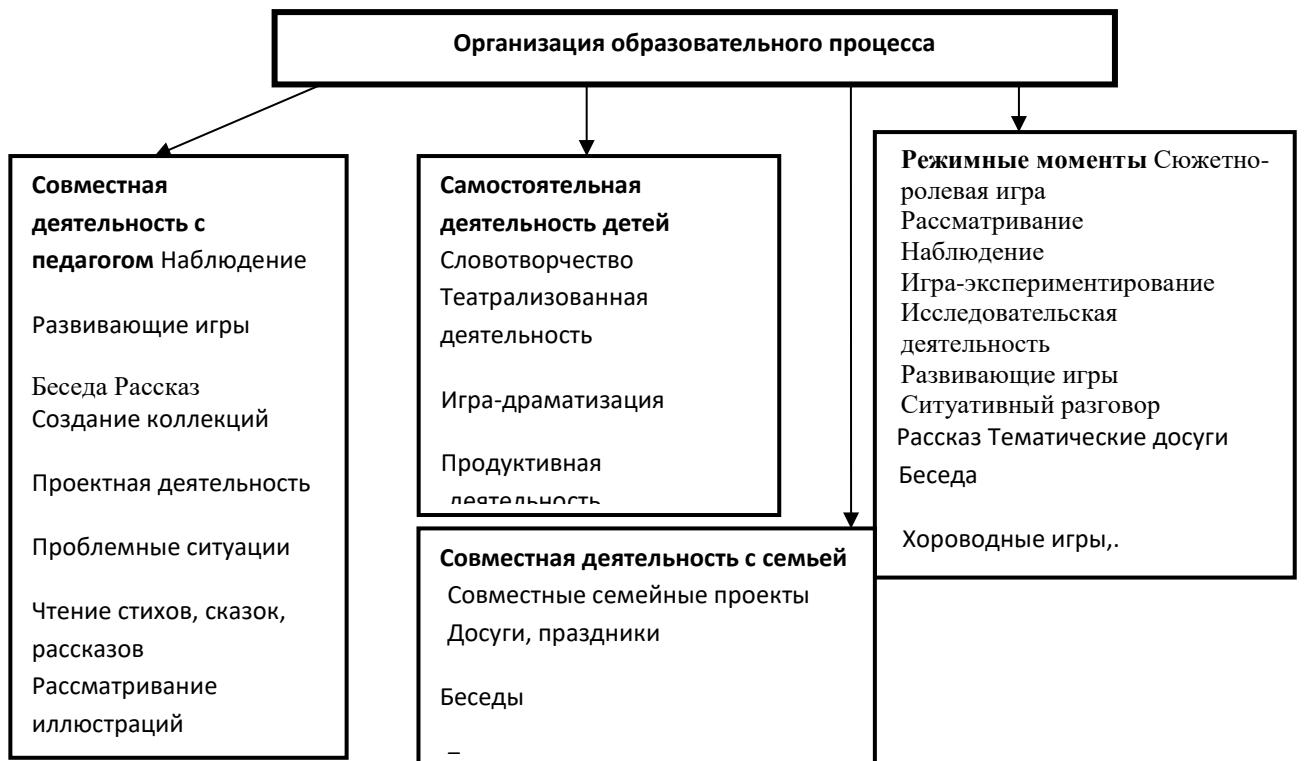 Организация образовательного процесса
Совместная
деятельность с
педагогом Наблюдение
Развивающие игры
Беседа Рассказ
Создание коллекций
Проектная деятельность
Проблемные ситуации
Чтение стихов, сказок,
рассказов
Рассматривание
иллюстраций
Самостоятельная
деятельность детей
Словотворчество
Театрализованная
деятельность
Игра-драматизация
Продуктивная
деятельность
Совместная деятельность с семьей
Совместные семейные проекты
Досуги, праздники
Беседы
Режимные моменты Сюжетно-
ролевая игра
Рассматривание
Наблюдение
Игра-экспериментирование
Исследовательская
деятельность
Развивающие игры
Ситуативный разговор
Рассказ Тематические досуги
Беседа
Хороводные игры,.